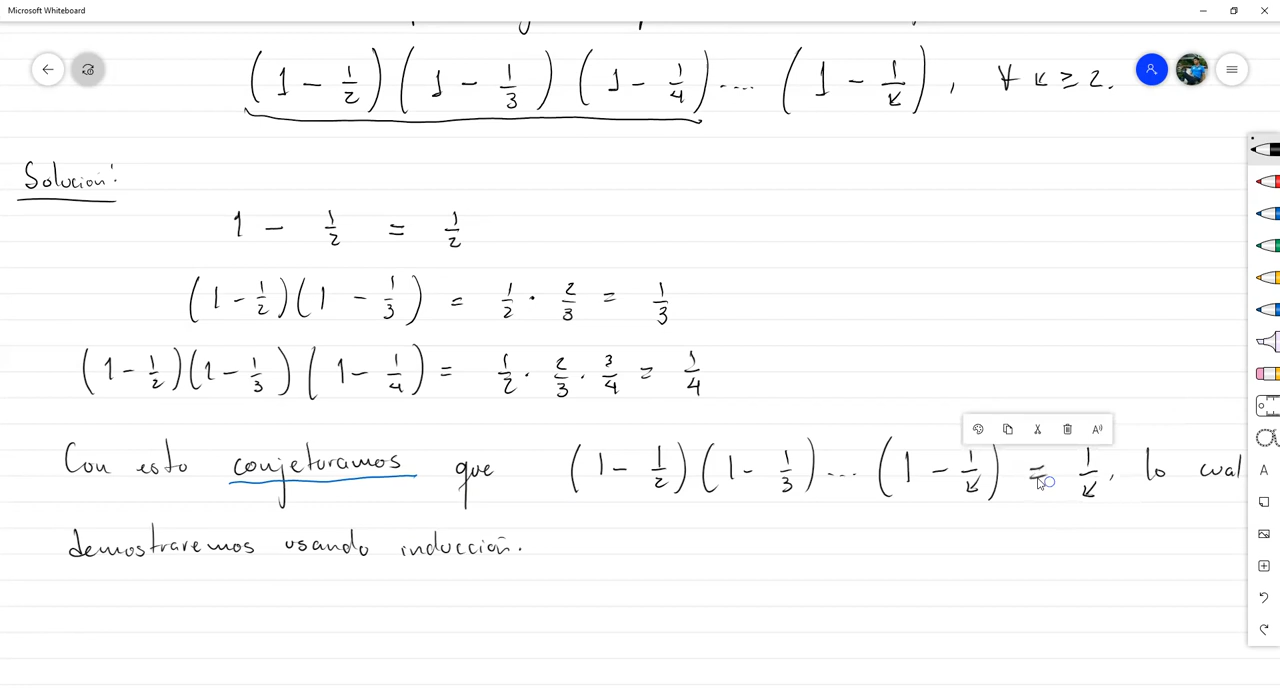 Microsoft Whiteboard
(1 - 1/2)(1 - 1/3)(1 - 1/4)....(1 - 1/k), ∀ k ≥ 2.
Solución:
1 - 1/2 = 1/2
(1 - 1/2)(1 - 1/3) = 1/2 · 2/3 = 1/3
(1 - 1/2)(1 - 1/3)(1 - 1/4) = 1/2 · 2/3 · 3/4 = 1/4
Con esto conjeturamos que (1 - 1/2)(1 - 1/3)...(1 - 1/k) = 1/k, lo cual
demostraremos usando inducción.